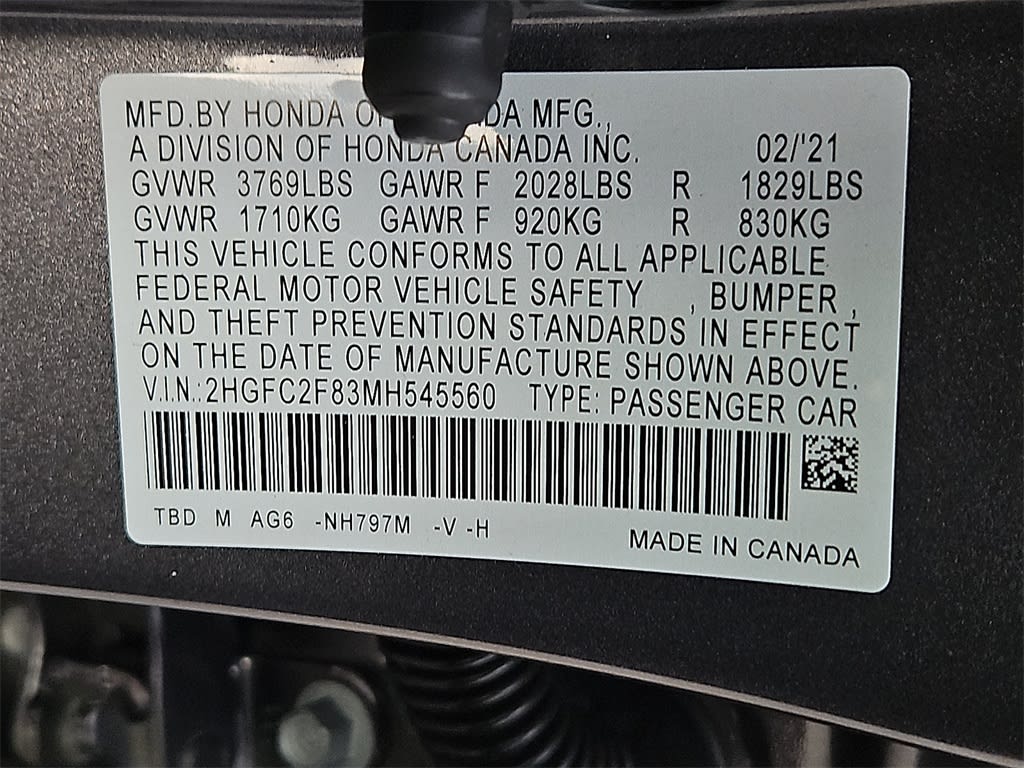 MFD.BY HONDA O DA MFG.,
A DIVISION OF HONDA CANADA INC. 02/'21
GVWR 3769LBS GAWR F 2028LBS R 1829LBS
GVWR 1710KG GAWR F 920KG R 830KG
THIS VEHICLE CONFORMS TO ALL APPLICABLE
FEDERAL MOTOR VEHICLE SAFETY , BUMPER ,
AND THEFT PREVENTION STANDARDS IN EFFECT
ON THE DATE OF MANUFACTURE SHOWN ABOVE.
V.I.N.:2HGFC2F83MH545560 TYPE: PASSENGER CAR
TBD M AG6 -NH797M -V -H
MADE IN CANADA